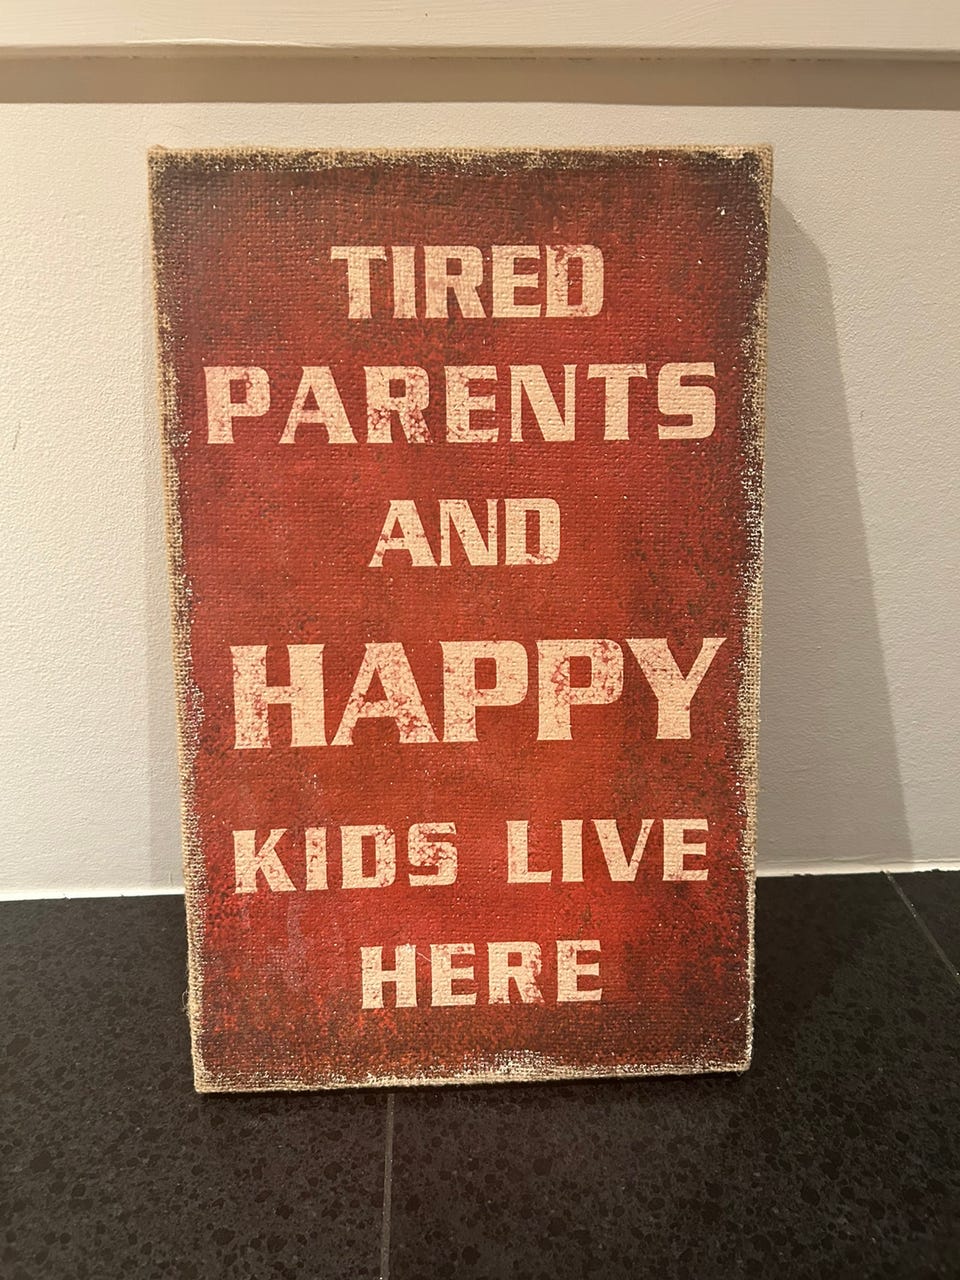 TIRED
PARENTS
AND
HAPPY
KIDS LIVE
HERE